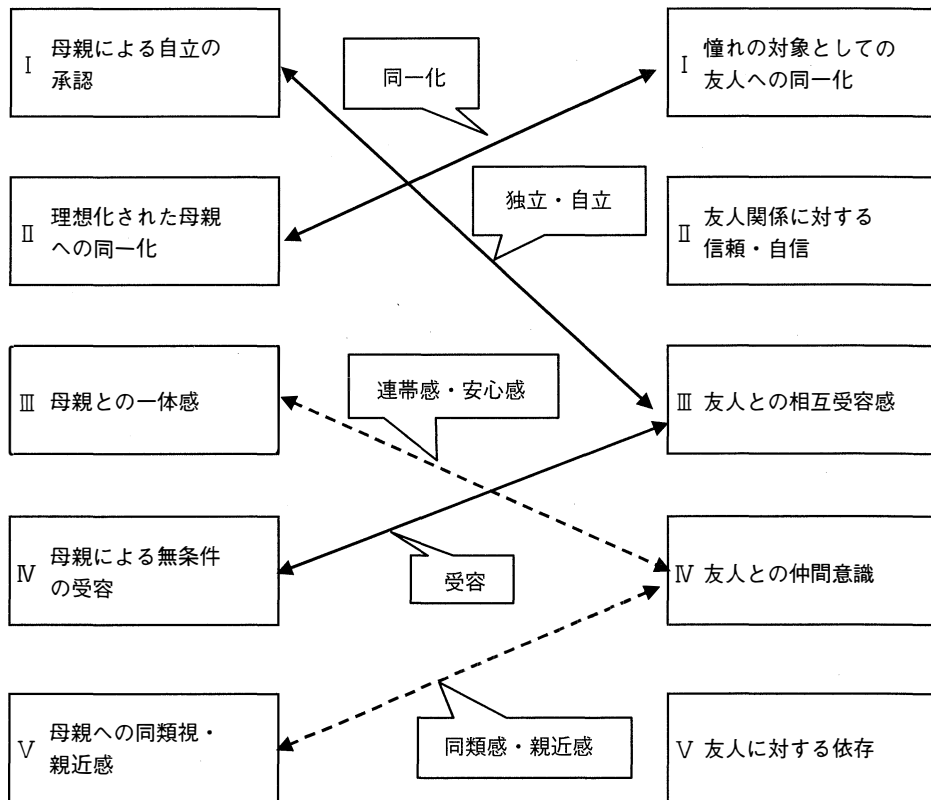 Ⅰ 母親による自立の
承認
同一化
Ⅰ 憧れの対象としての
友人への同一化
Ⅱ 理想化された母親
への同一化
独立・自立
Ⅱ 友人関係に対する
信頼・自信
Ⅲ 母親との一体感
連帯感・安心感
Ⅲ 友人との相互受容感
Ⅳ 母親による無条件
の受容
受容
Ⅳ 友人との仲間意識
Ⅴ 母親への同類視・
親近感
同類感・親近感
Ⅴ 友人に対する依存